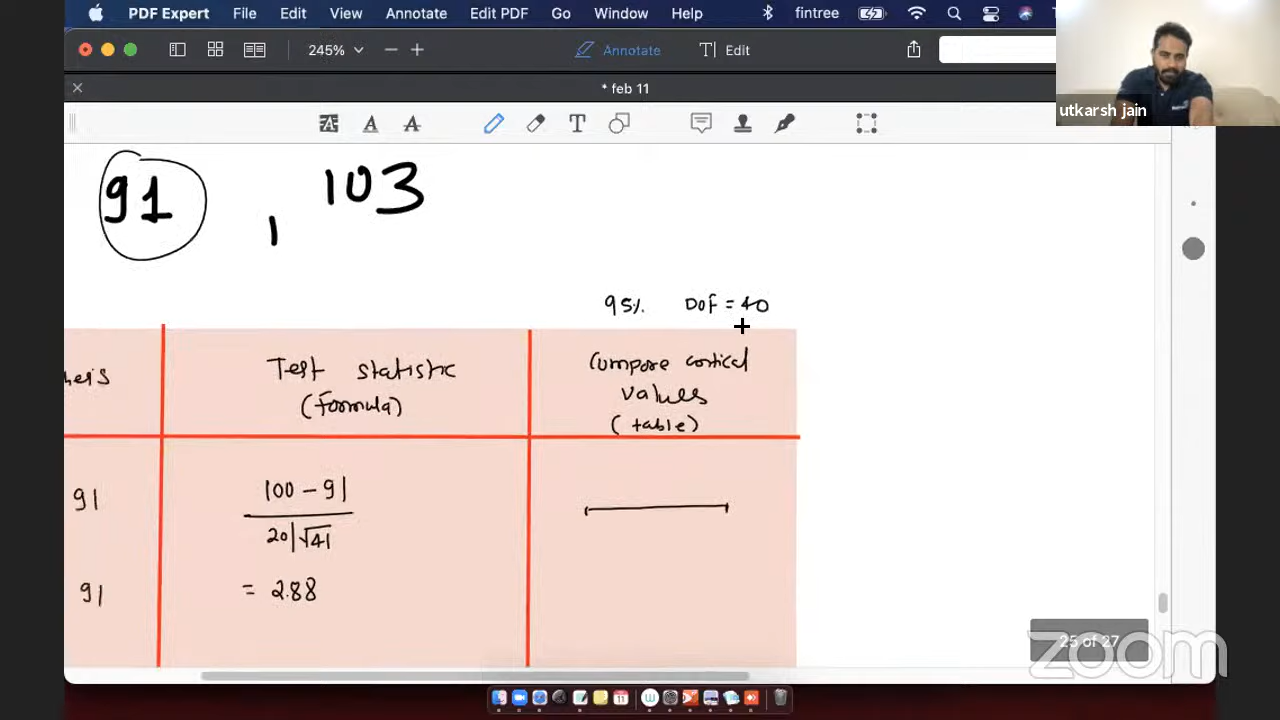 PDF Expert File Edit View Annotate Edit PDF Go Window Help fintree
245% Annotate Edit
* feb 11
utkarsh jain
91 , 103
95% DOF = 40
Test statistic
(formula)
Compare cortical
values
(table)
91
100 - 91
20/√41
91
= 2.88
25 of 27
zoom